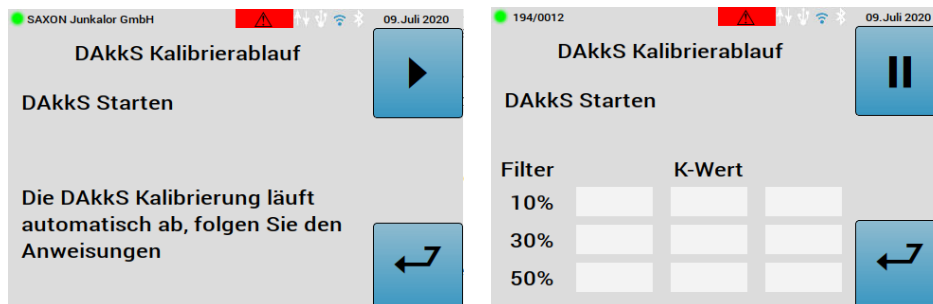 SAXON Junkalor GmbH 09.Juli 2020
DAkkS Kalibrierablauf
DAkkS Starten
Die DAkkS Kalibrierung läuft
automatisch ab, folgen Sie den
Anweisungen
194/0012 09.Juli 2020
DAkkS Kalibrierablauf
DAkkS Starten
Filter K-Wert
10%
30%
50%